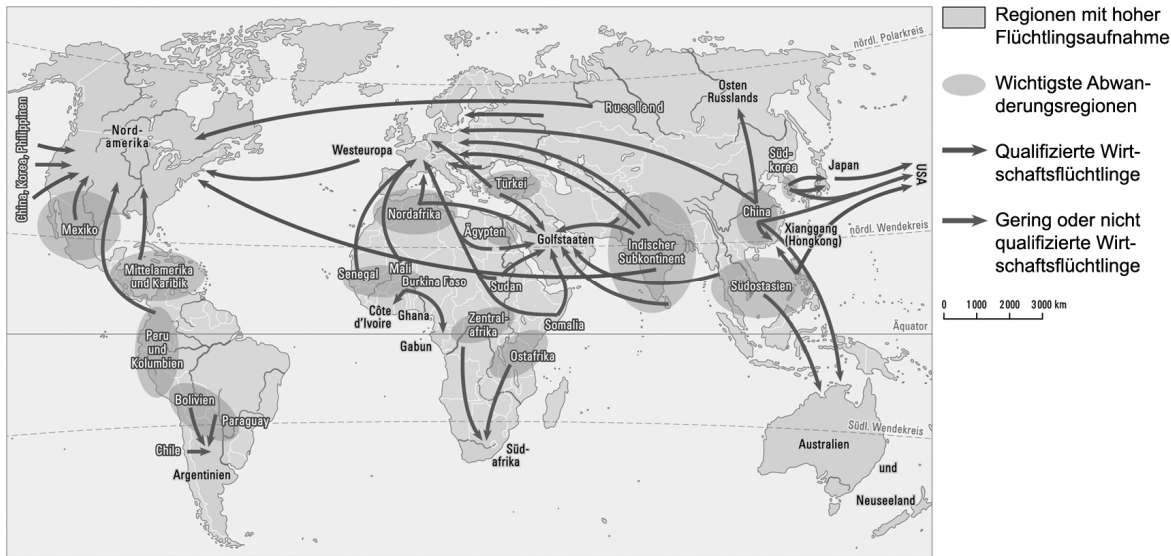 nördl. Polarkreis
Osten
Russlands
Russland
Nord-
amerika
China, Korea, Philippinen
Westeuropa
Süd-
korea
Japan
USA
Türkei
Nordafrika
China
Mexiko
Ägypten
Golfstaaten
Indischer
Subkontinent
Xianggang
(Hongkong)
nördl. Wendekreis
Mittelamerika
und Karibik
Senegal
Mali
Burkina Faso
Sudan
Südostasien
Côte
d'Ivoire
Ghana
Zentral-
afrika
Somalia
Äquator
Gabun
Ostafrika
Peru
und
Kolumbien
Bolivien
Paraguay
Südl. Wendekreis
Chile
Argentinien
Süd-
afrika
Australien
und
Neuseeland
Regionen mit hoher
Flüchtlingsaufnahme
Wichtigste Abwan-
derungsregionen
Qualifizierte Wirt-
schaftsflüchtlinge
Gering oder nicht
qualifizierte Wirt-
schaftsflüchtlinge
0 1000 2000 3000 km